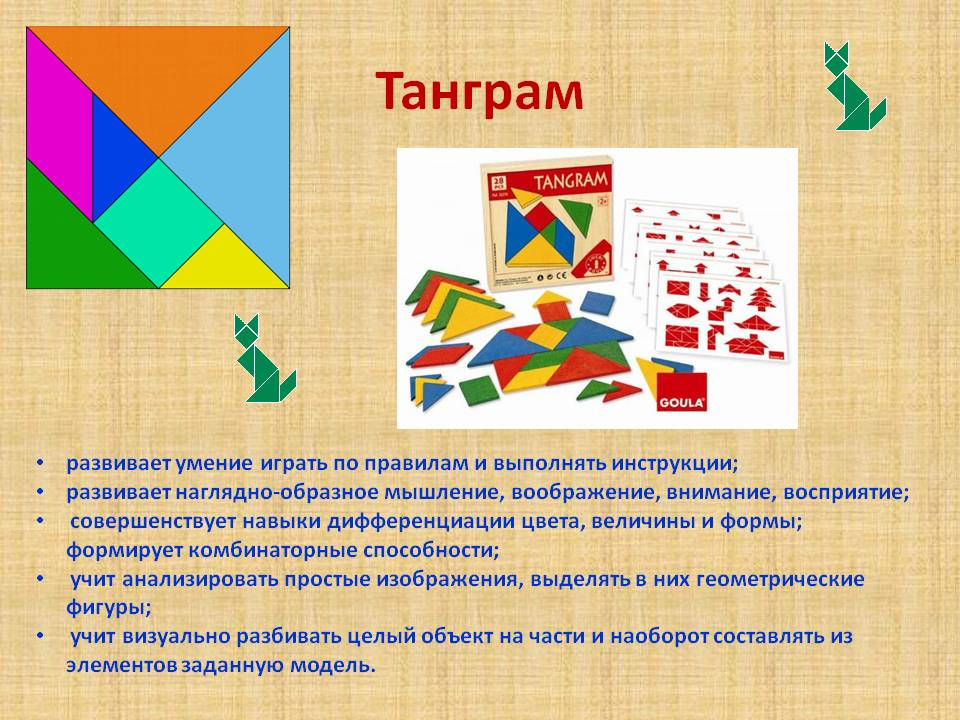 Танграм
28
PCS
TANGRAM
2+
GOULA
• развивает умение играть по правилам и выполнять инструкции;
• развивает наглядно-образное мышление, воображение, внимание, восприятие;
• совершенствует навыки дифференциации цвета, величины и формы;
формирует комбинаторные способности;
• учит анализировать простые изображения, выделять в них геометрические
фигуры;
• учит визуально разбивать целый объект на части и наоборот составлять из
элементов заданную модель.